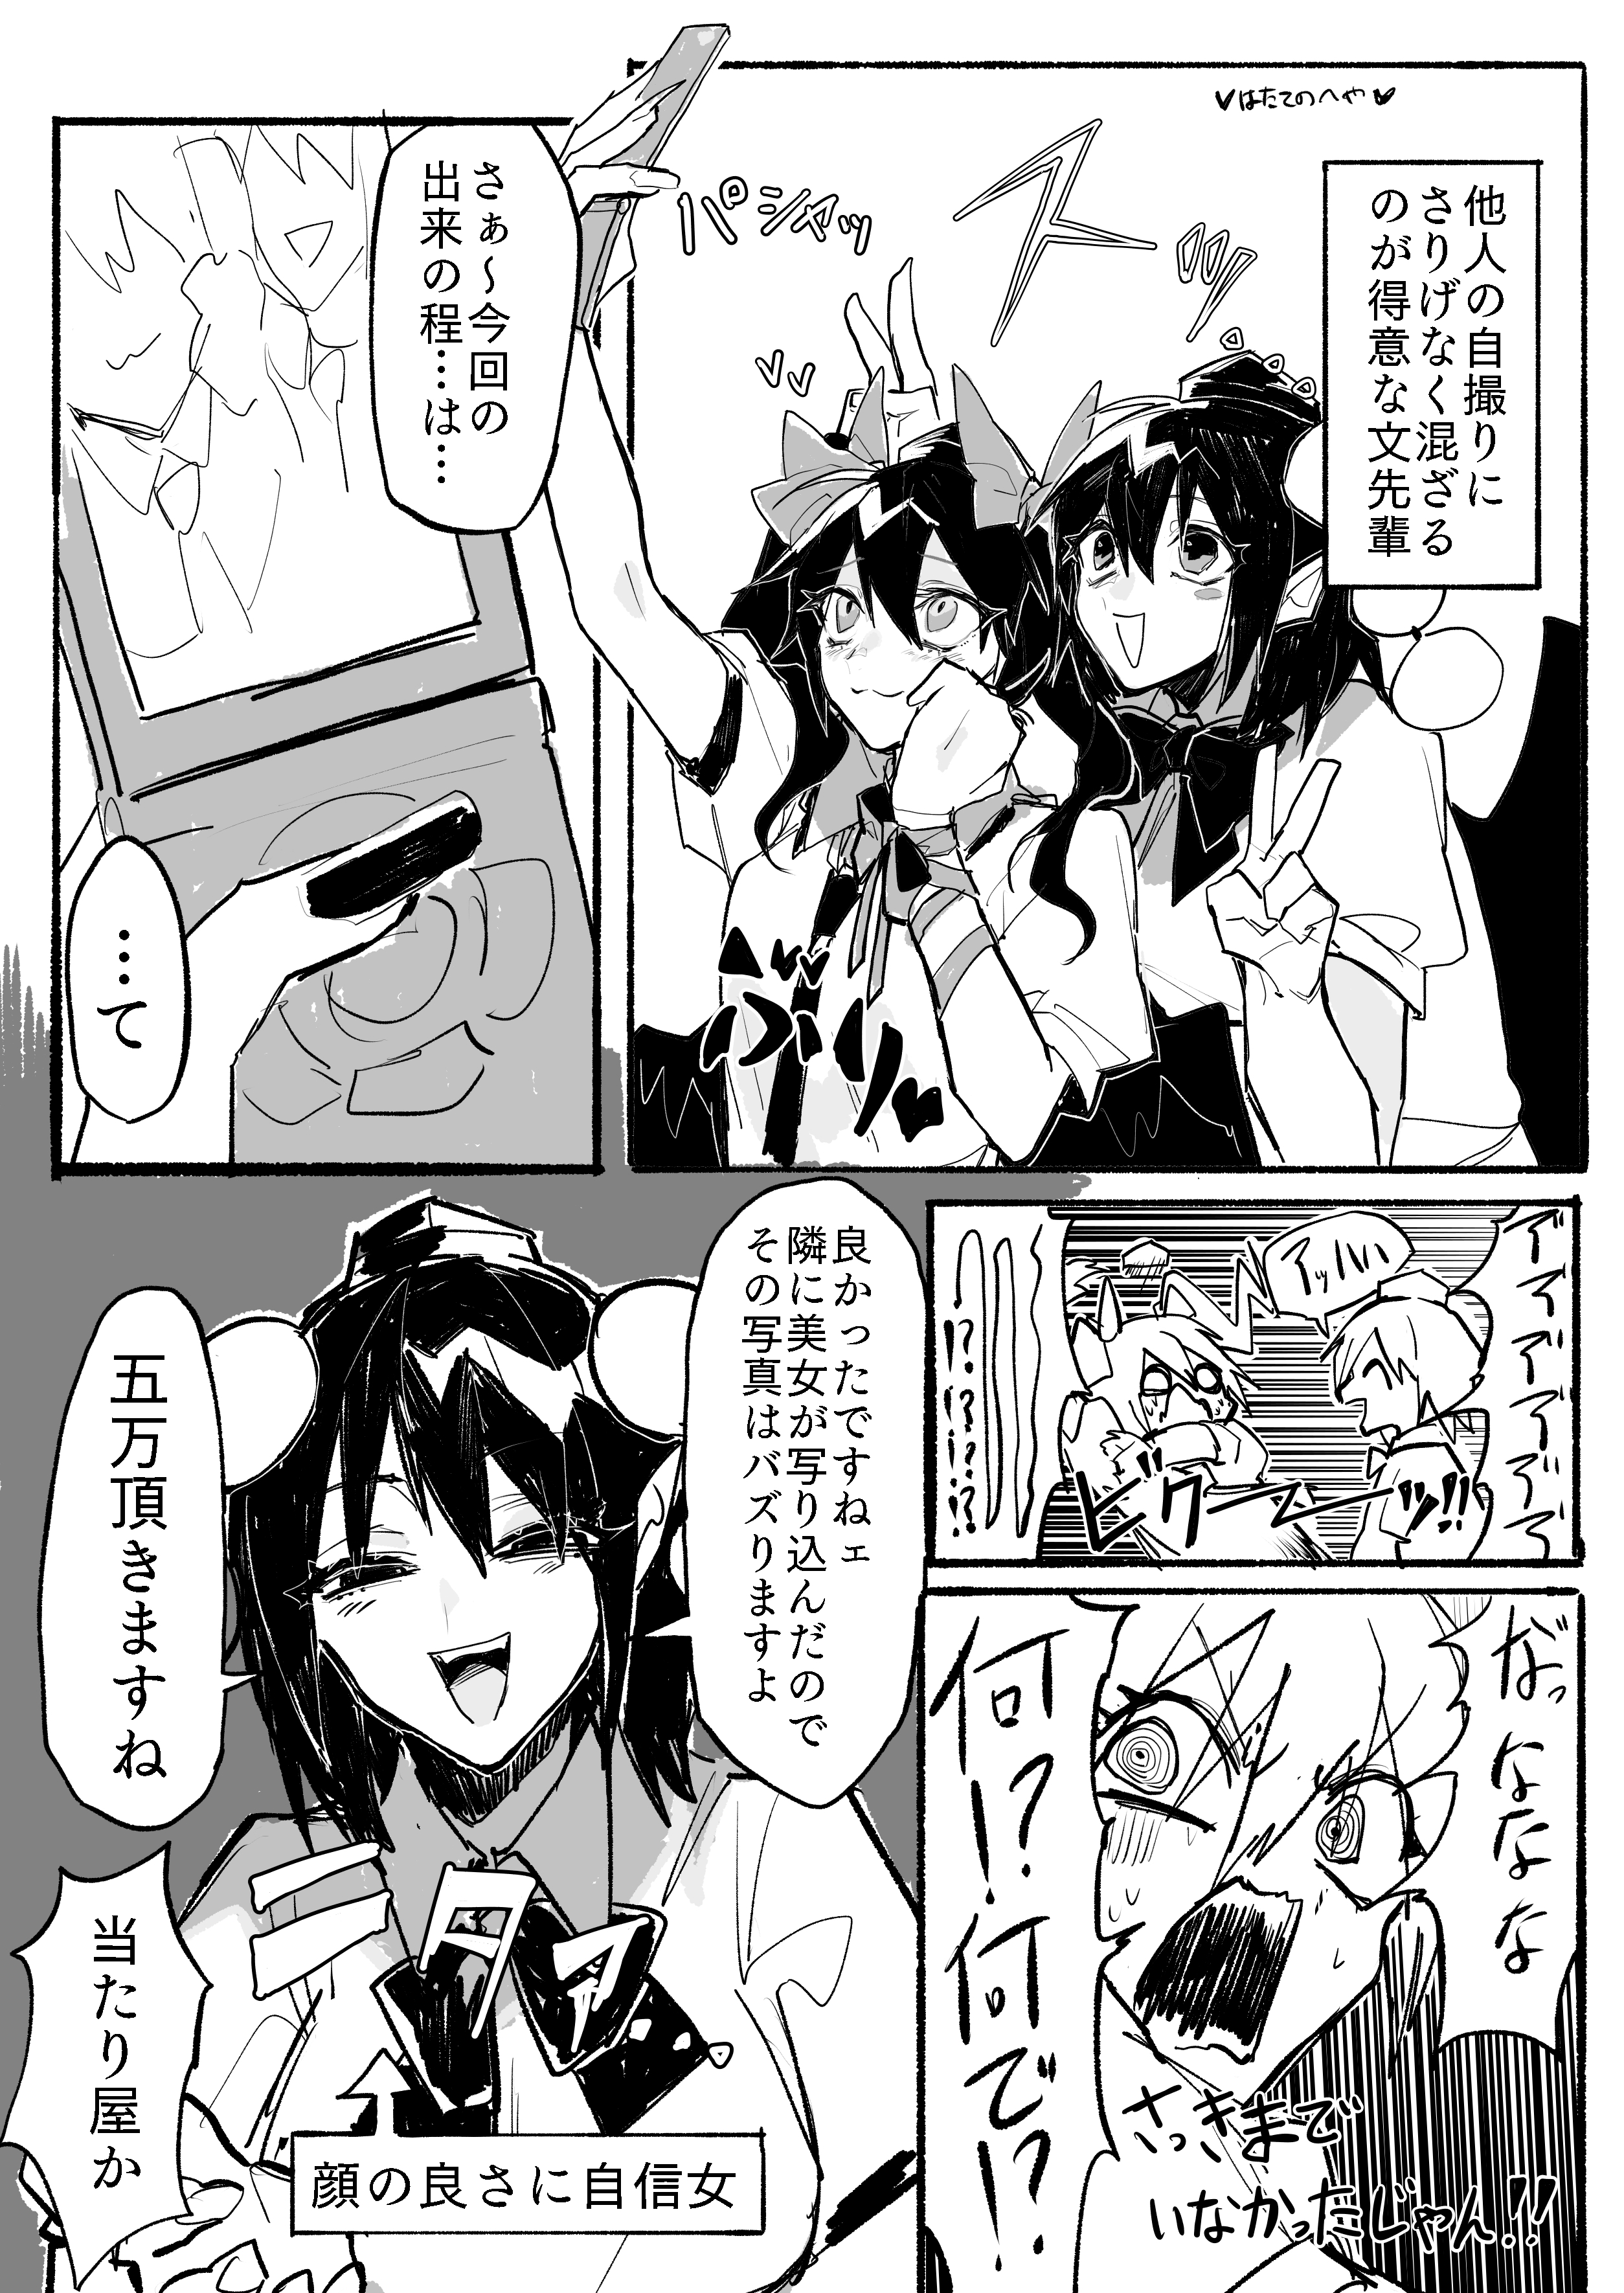 ♥はたてのへや♥
他人の自撮りに
さりげなく混ざる
のが得意な文先輩
スッ
パシャッ
ぶりッ
さぁ～今回の
出来の程…は…
…て
アッハハ
ビクーーーッ!!
!?!?!?!?
なっ
ななな
何?!何で?!
さっきまで
いなかったじゃん!!
良かったですねェ
隣に美女が写り込んだので
その写真はバズりますよ
五万頂きますね
ニタァ
顔の良さに自信女
当たり屋か